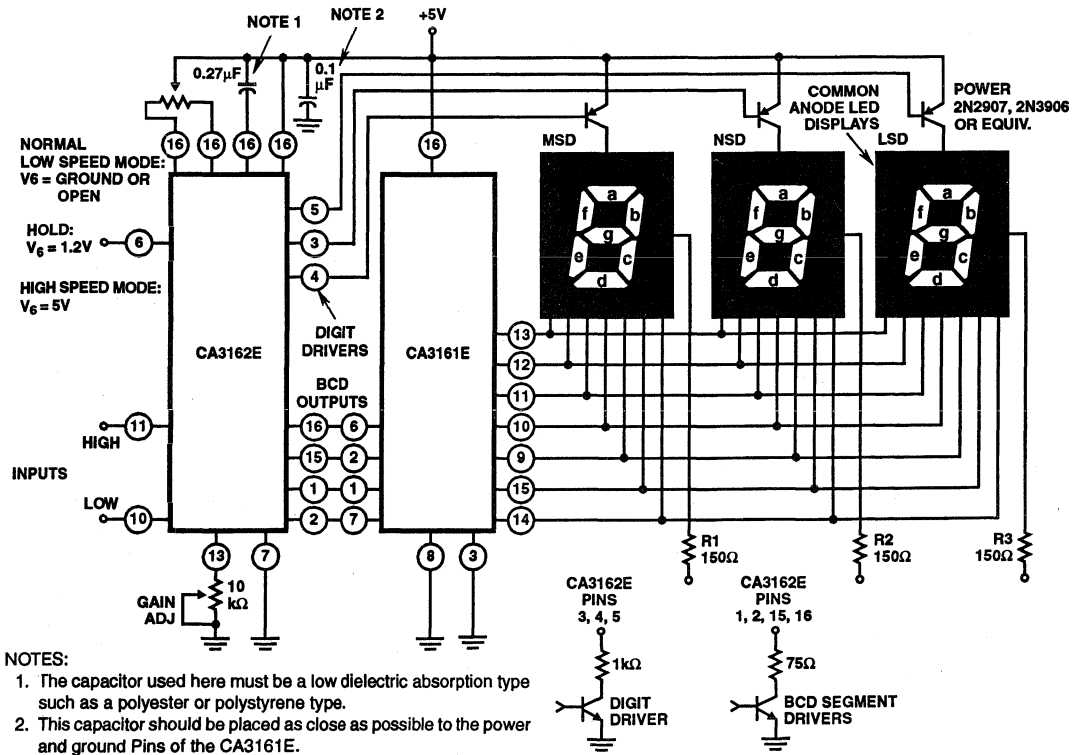 NOTE 1
NOTE 2
+5V
0.27µF
0.1
µF
16
16
16
16
16
NORMAL
LOW SPEED MODE:
V6 = GROUND OR
OPEN
HOLD:
V6 = 1.2V
6
HIGH SPEED MODE:
V6 = 5V
5
3
4
DIGIT
DRIVERS
CA3162E
CA3161E
BCD
OUTPUTS
16
6
15
2
1
1
2
7
11
HIGH
INPUTS
LOW
10
13
7
8
3
10
kΩ
GAIN
ADJ
13
12
11
10
9
15
14
MSD
NSD
LSD
COMMON
ANODE LED
DISPLAYS
POWER
2N2907, 2N3906
OR EQUIV.
a
f
b
g
e
c
d
a
f
b
g
e
c
d
a
f
b
g
e
c
d
R1
150Ω
R2
150Ω
R3
150Ω
CA3162E
PINS
3, 4, 5
1kΩ
DIGIT
DRIVER
CA3162E
PINS
1, 2, 15, 16
75Ω
BCD SEGMENT
DRIVERS
NOTES:
1. The capacitor used here must be a low dielectric absorption type
such as a polyester or polystyrene type.
2. This capacitor should be placed as close as possible to the power
and ground Pins of the CA3161E.